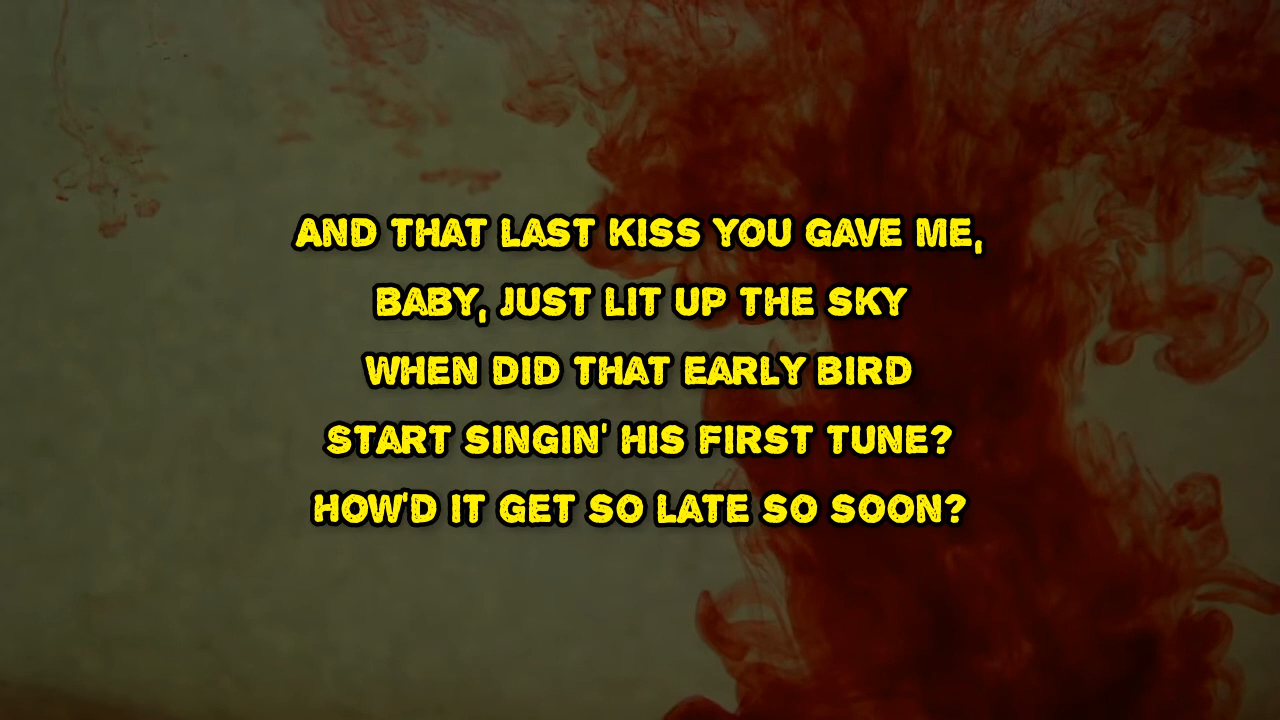 AND THAT LAST KISS YOU GAVE ME,
BABY, JUST LIT UP THE SKY
WHEN DID THAT EARLY BIRD
START SINGIN' HIS FIRST TUNE?
HOW'D IT GET SO LATE SO SOON?